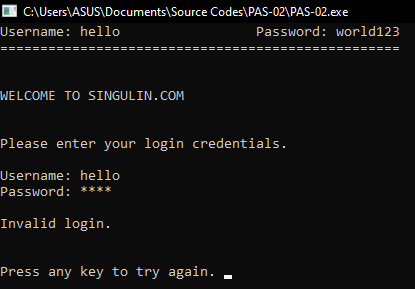 C:\Users\ASUS\Documents\Source Codes\PAS-02\PAS-02.exe
Username: hello                 Password: world123
==================================================
WELCOME TO SINGULIN.COM
Please enter your login credentials.
Username: hello
Password: ****
Invalid login.
Press any key to try again.